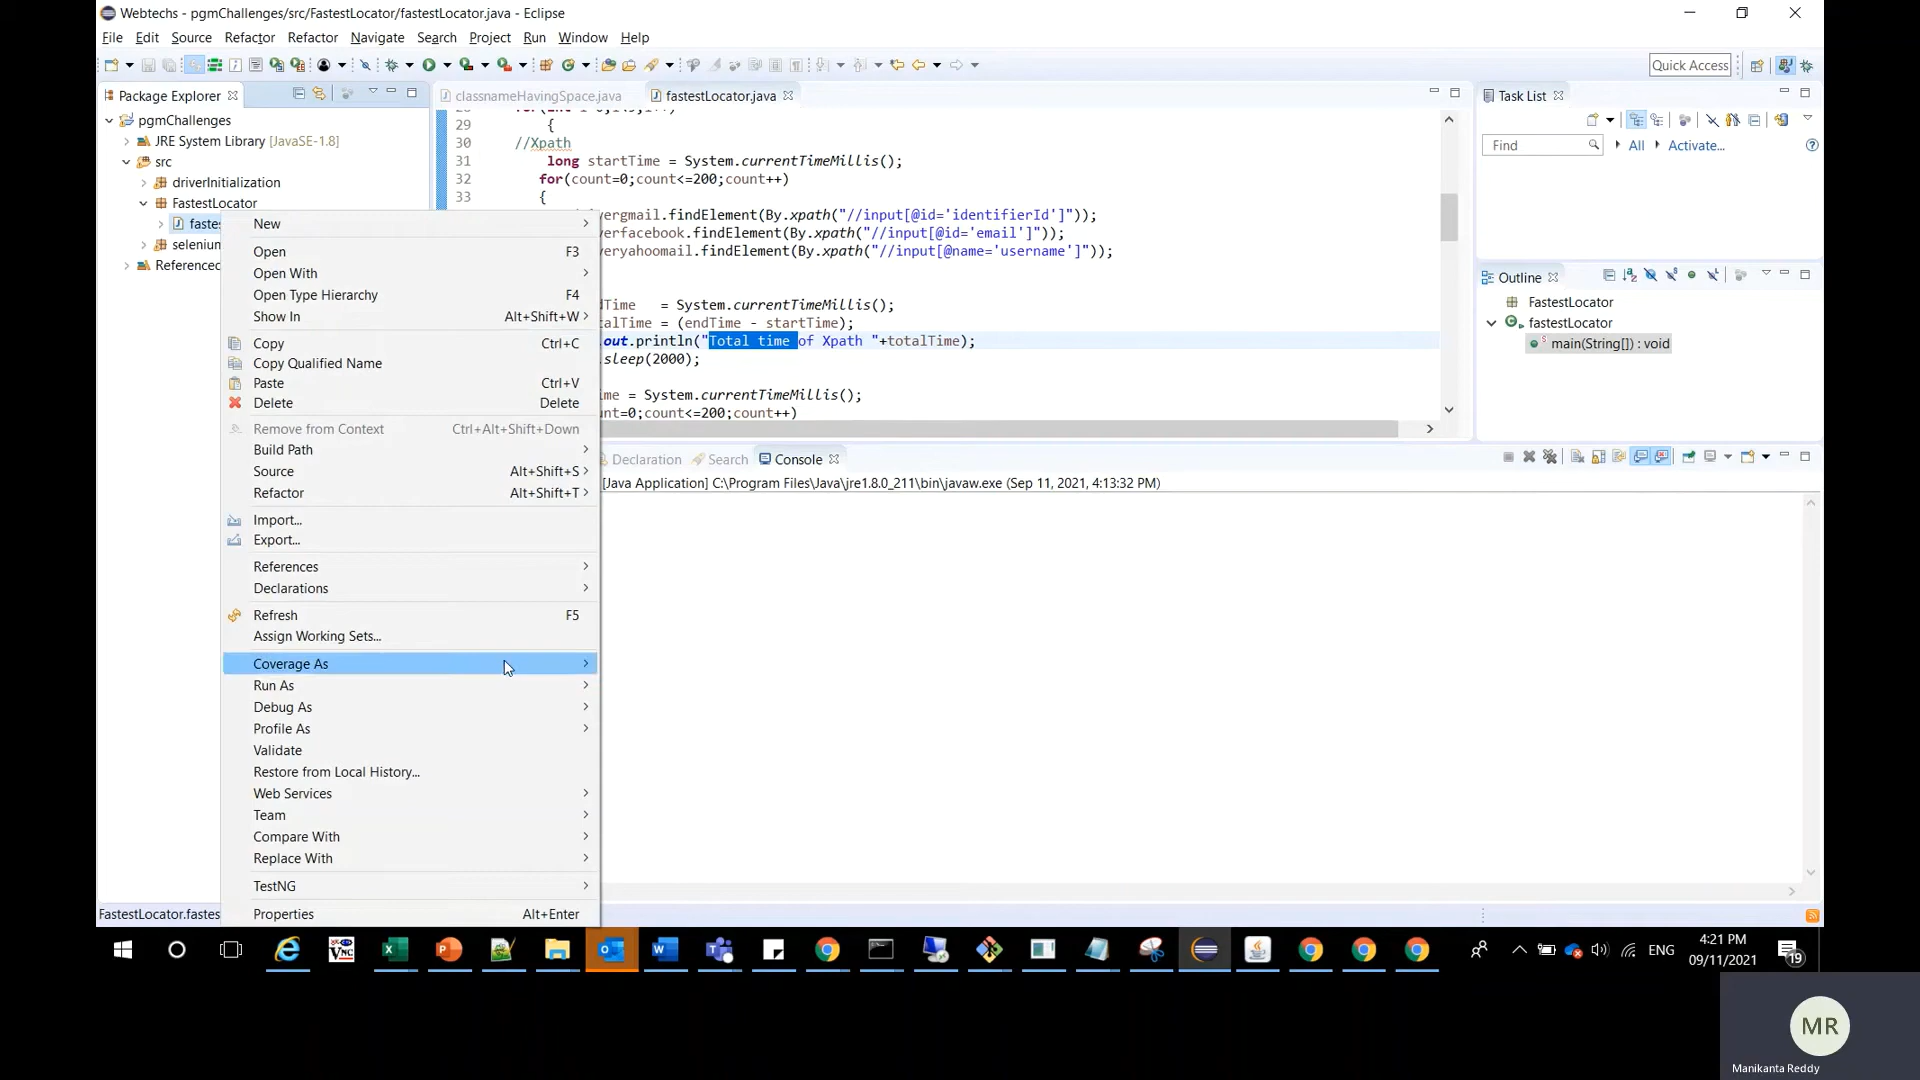 Webtechs - pgmChallenges/src/FastestLocator/fastestLocator.java - Eclipse
File Edit Source Refactor Refactor Navigate Search Project Run Window Help
Quick Access
Package Explorer
pgmChallenges
JRE System Library [JavaSE-1.8]
src
driverInitialization
FastestLocator
fastes
selenium
Referenced
New
Open F3
Open With
Open Type Hierarchy F4
Show In Alt+Shift+W
Copy Ctrl+C
Copy Qualified Name
Paste Ctrl+V
Delete Delete
Remove from Context Ctrl+Alt+Shift+Down
Build Path
Source Alt+Shift+S
Refactor Alt+Shift+T
Import...
Export...
References
Declarations
Refresh F5
Assign Working Sets...
Coverage As
Run As
Debug As
Profile As
Validate
Restore from Local History...
Web Services
Team
Compare With
Replace With
TestNG
Properties Alt+Enter
classnameHavingSpace.java fastestLocator.java
29 {
30 //Xpath
31 long startTime = System.currentTimeMillis();
32 for(count=0;count<=200;count++)
33 {
ergmail.findElement(By.xpath("//input[@id='identifierId']"));
erfacebook.findElement(By.xpath("//input[@id='email']"));
eryahoomail.findElement(By.xpath("//input[@name='username']"));
dTime = System.currentTimeMillis();
alTime = (endTime - startTime);
out.println("Total time of Xpath "+totalTime);
.sleep(2000);
me = System.currentTimeMillis();
nt=0;count<=200;count++)
Declaration Search Console
[Java Application] C:\Program Files\Java\jre1.8.0_211\bin\javaw.exe (Sep 11, 2021, 4:13:32 PM)
Task List
Find All Activate...
Outline
FastestLocator
fastestLocator
main(String[]) : void
FastestLocator.fastes
ENG
4:21 PM
09/11/2021
19
MR
Manikanta Reddy